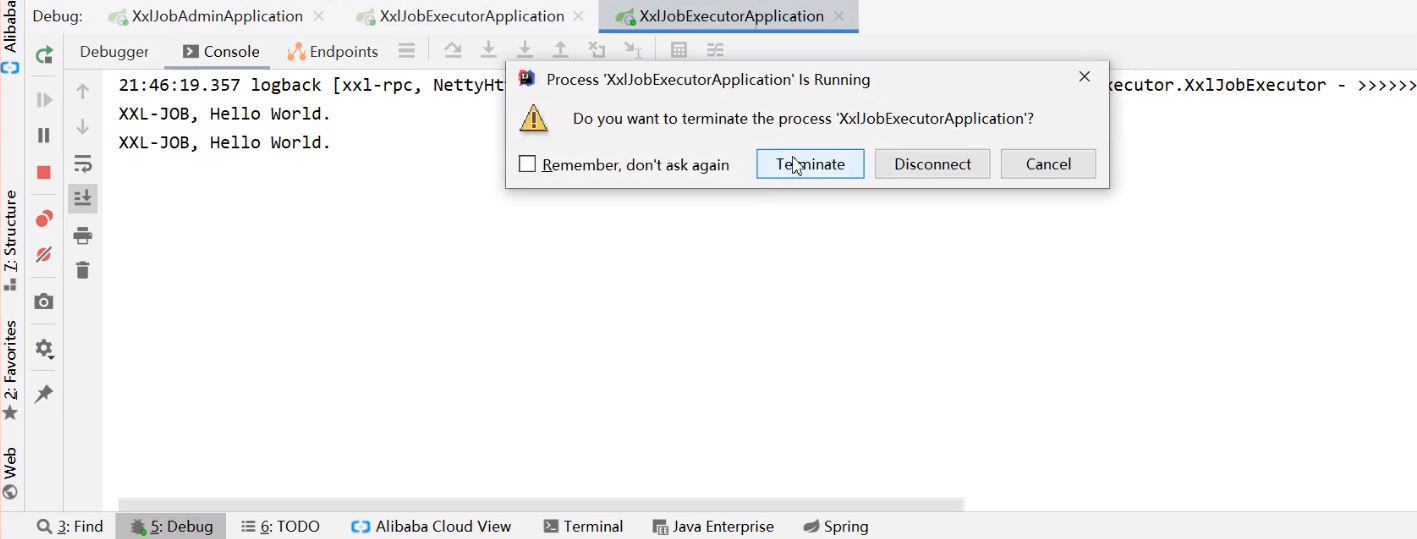 Debug: XxlJobAdminApplication XxlJobExecutorApplication XxlJobExecutorApplication
Debugger Console Endpoints
21:46:19.357 logback [xxl-rpc, NettyHt
ecutor.XxlJobExecutor - >>>>>>
XXL-JOB, Hello World.
XXL-JOB, Hello World.
Process 'XxlJobExecutorApplication' Is Running
Do you want to terminate the process 'XxlJobExecutorApplication'?
Remember, don't ask again Terminate Disconnect Cancel
Alibaba
Z: Structure
2: Favorites
Web
3: Find 5: Debug 6: TODO Alibaba Cloud View Terminal Java Enterprise Spring